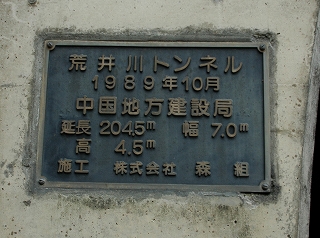 荒井川トンネル
1989年10月
中国地方建設局
延長 204.5m 幅 7.0m
高 4.5m
施工 株式会社 森組